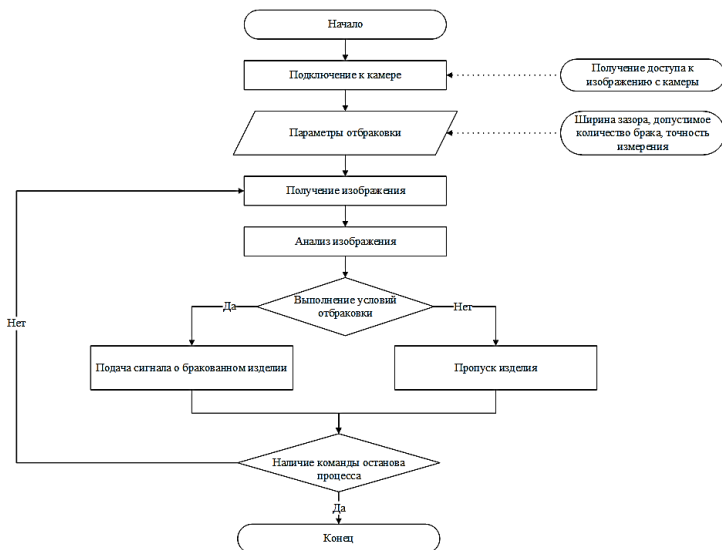 Начало
Подключение к камере
Получение доступа к
изображению с камеры
Параметры отбраковки
Ширина зазора, допустимое
количество брака, точность
измерения
Получение изображения
Анализ изображения
Выполнение условий
отбраковки
Да
Нет
Нет
Подача сигнала о бракованном изделии
Пропуск изделия
Наличие команды останова
процесса
Да
Конец